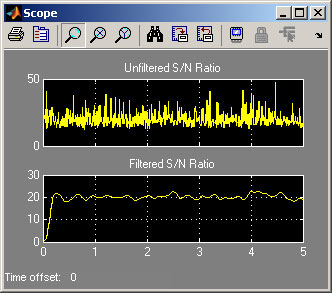 Scope
Unfiltered S/N Ratio
50
0
Filtered S/N Ratio
30
20
10
0
0 1 2 3 4 5
Time offset: 0